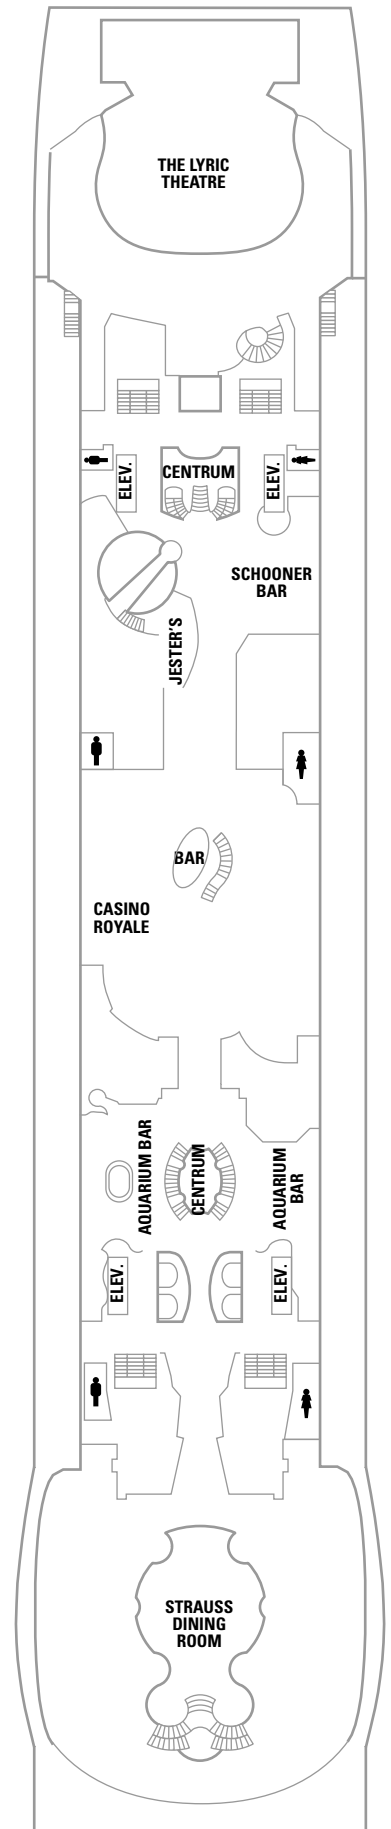 THE LYRIC
THEATRE
ELEV.
CENTRUM
ELEV.
SCHOONER
BAR
JESTER'S
BAR
CASINO
ROYALE
AQUARIUM BAR
CENTRUM
AQUARIUM
BAR
ELEV.
ELEV.
STRAUSS
DINING
ROOM